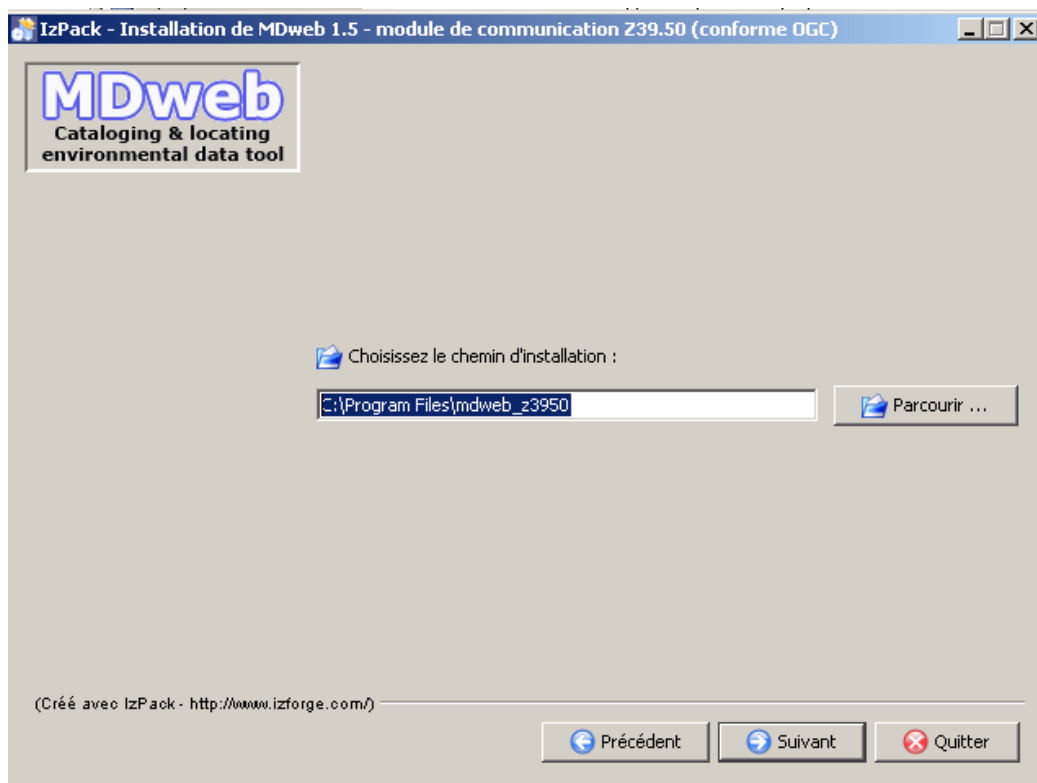 IzPack - Installation de MDweb 1.5 - module de communication Z39.50 (conforme OGC)
MDweb
Cataloging & locating
environmental data tool
Choisissez le chemin d'installation :
C:\Program Files\mdweb_z3950
Parcourir ...
(Créé avec IzPack - http://www.izforge.com/)
Précédent
Suivant
Quitter